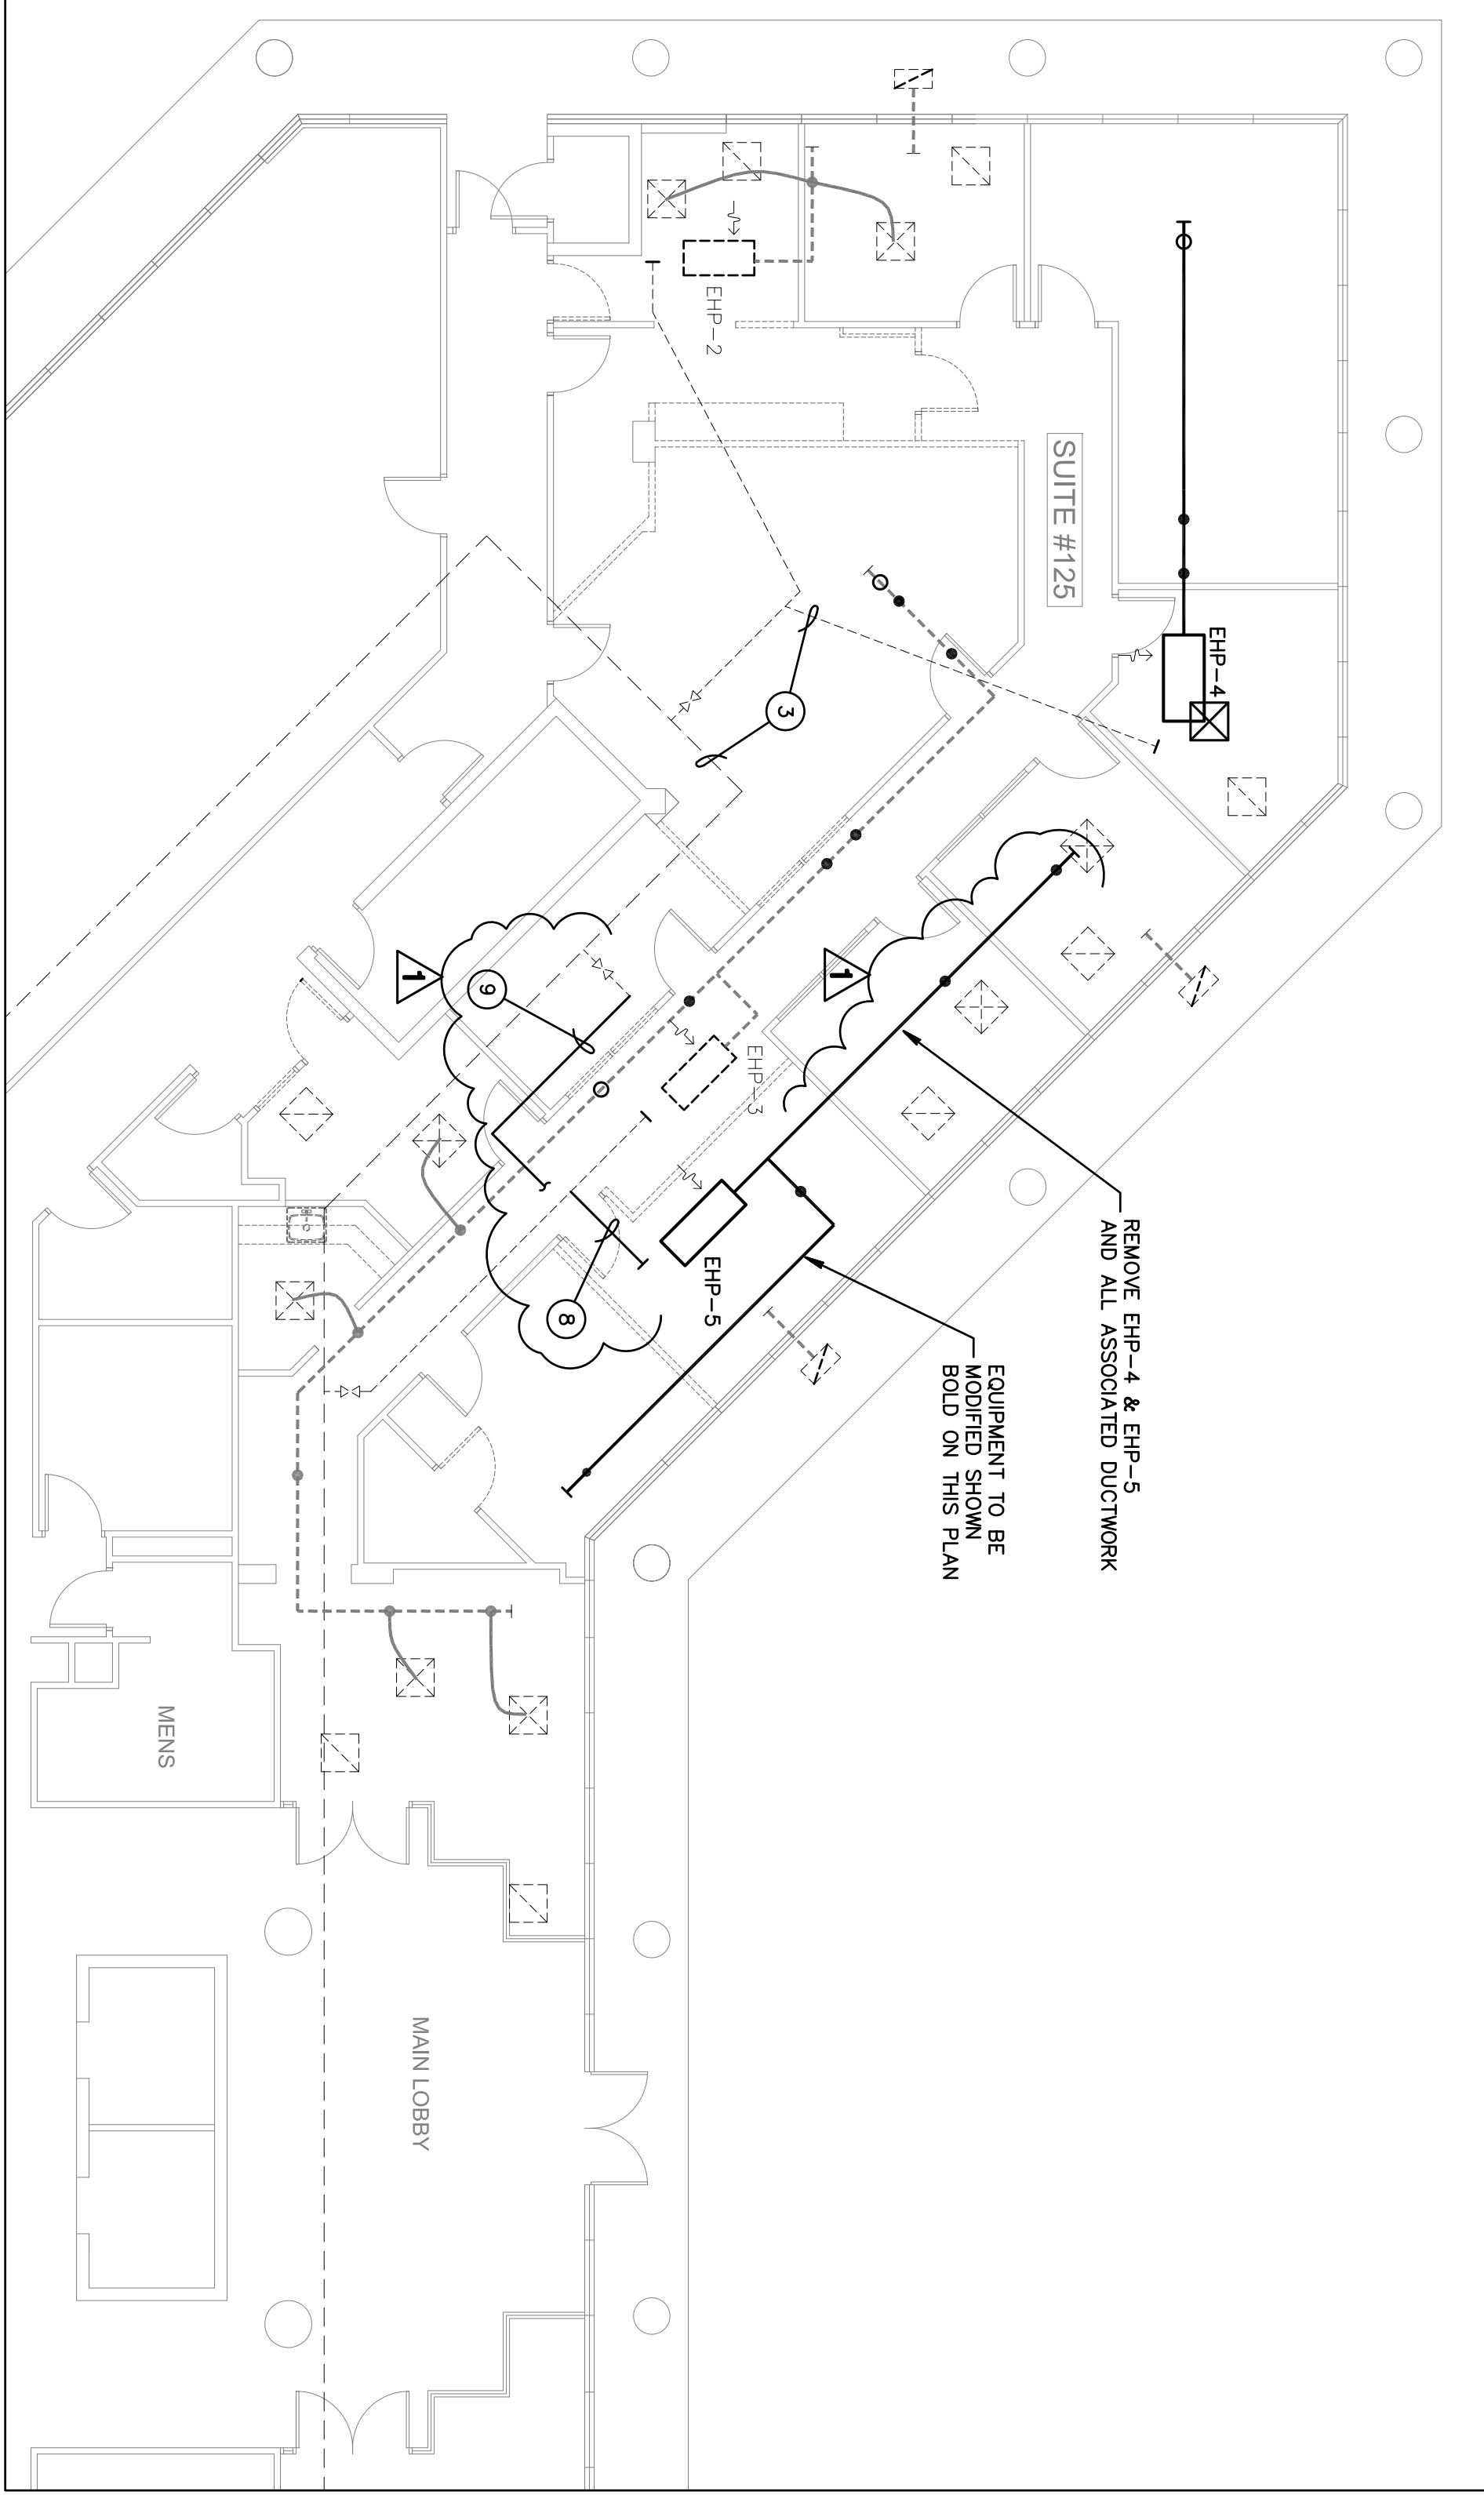 SUITE #125
EHP-2
EHP-3
EHP-4
EHP-5
REMOVE EHP-4 & EHP-5
AND ALL ASSOCIATED DUCTWORK
EQUIPMENT TO BE
MODIFIED SHOWN
BOLD ON THIS PLAN
3
1
1
9
8
MENS
MAIN LOBBY